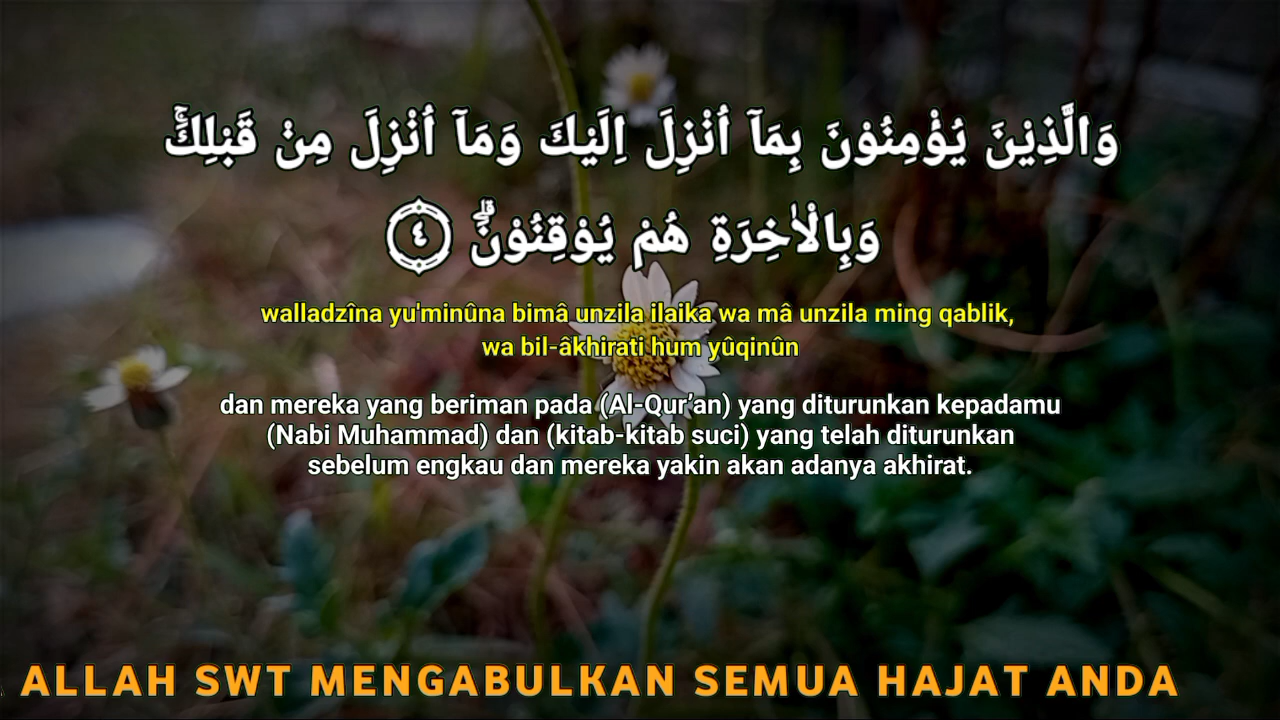 وَالَّذِيْنَ يُؤْمِنُوْنَ بِمَآ اُنْزِلَ اِلَيْكَ وَمَآ اُنْزِلَ مِنْ قَبْلِكَۚ
وَبِالْاٰخِرَةِ هُمْ يُوْقِنُوْنَۗ ٤
walladzîna yu'minûna bimâ unzila ilaika wa mâ unzila ming qablik,
wa bil-âkhirati hum yûqinûn
dan mereka yang beriman pada (Al-Qur’an) yang diturunkan kepadamu
(Nabi Muhammad) dan (kitab-kitab suci) yang telah diturunkan
sebelum engkau dan mereka yakin akan adanya akhirat.
ALLAH SWT MENGABULKAN SEMUA HAJAT ANDA